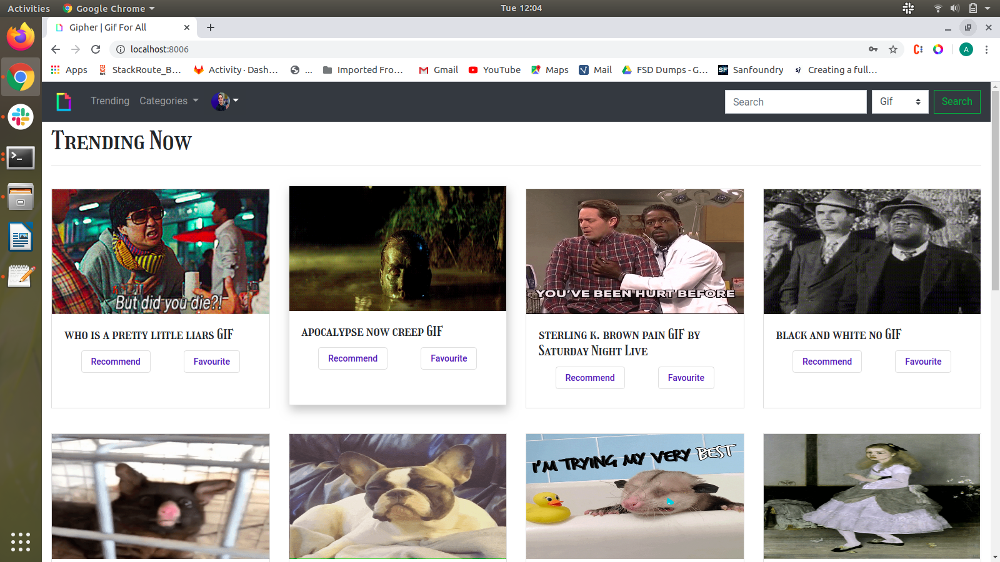 Activities Google Chrome Tue 12:04
Gipher | Gif For All
localhost:8006 A
Apps StackRoute_B... Activity · Dash... ... Imported Fro... Gmail YouTube Maps Mail FSD Dumps - G... SF Sanfoundry sj Creating a full...
Trending Categories Search Gif Search
Trending Now
But did you die?!
YOU'VE BEEN HURT BEFORE
who is a pretty little liars GIF
apocalypse now creep GIF
sterling k. brown pain GIF by
Saturday Night Live
black and white no GIF
Recommend Favourite
Recommend Favourite
Recommend Favourite
Recommend Favourite
I'M TRYING MY VERY BEST